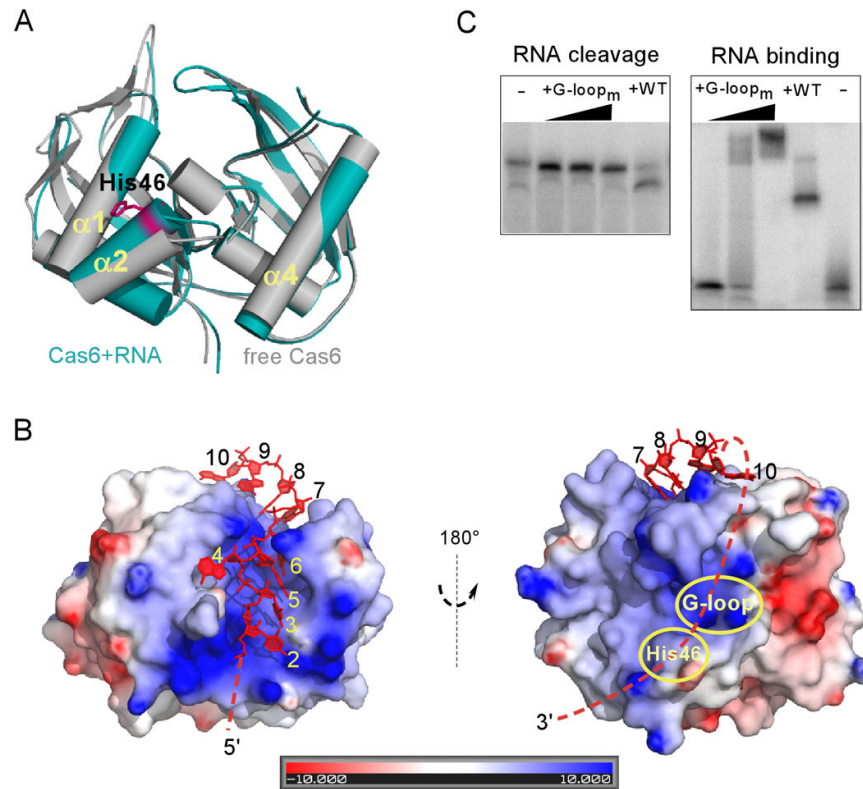 A
His46
α1
α2
α4
Cas6+RNA
free Cas6
C
RNA cleavage
RNA binding
- +G-loopm +WT
+G-loopm +WT -
B
10 9 8 7
4
6
5
3
2
5'
180°
7 8 9 10
G-loop
His46
3'
-10.000 10.000